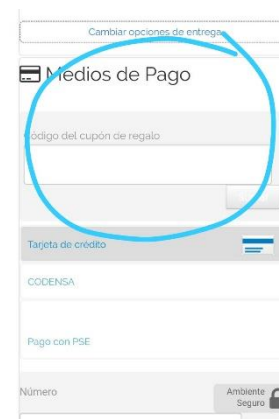 Cambiar opciones de entrega
Medios de Pago
Código del cupón de regalo
Tarjeta de crédito
CODENSA
Pago con PSE
Número
Ambiente
Seguro